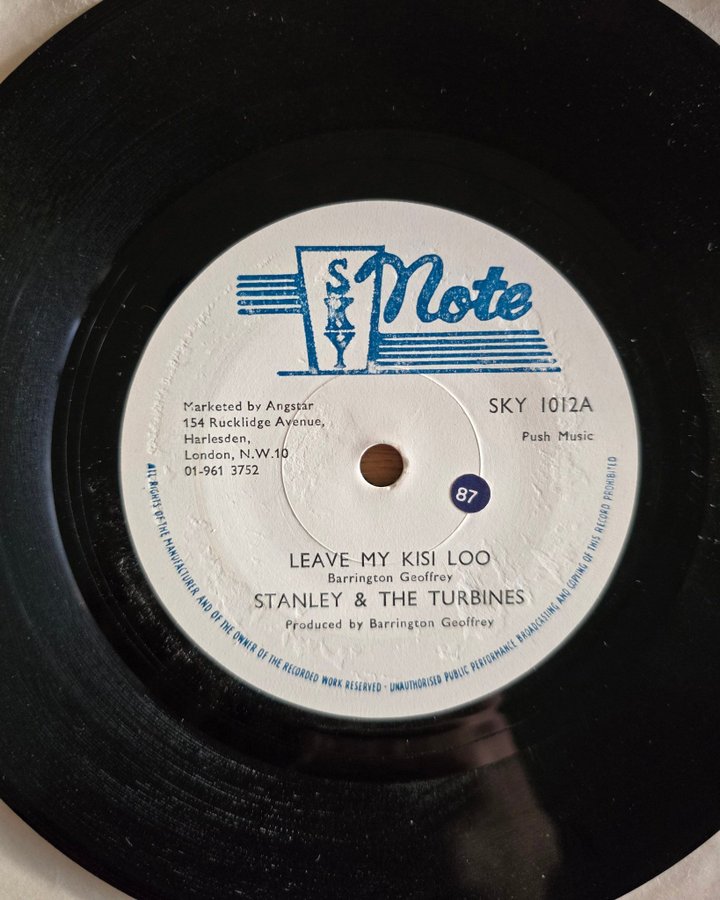 SKY Note
Marketed by Angstar
154 Rucklidge Avenue,
Harlesden,
London, N.W.10
01-961 3752
SKY 1012A
Push Music
87
LEAVE MY KISI LOO
Barrington Geoffrey
STANLEY & THE TURBINES
Produced by Barrington Geoffrey
ALL RIGHTS OF THE MANUFACTURER AND OF THE OWNER OF THE RECORDED WORK RESERVED · UNAUTHORISED PUBLIC PERFORMANCE BROADCASTING AND COPYING OF THIS RECORD PROHIBITED